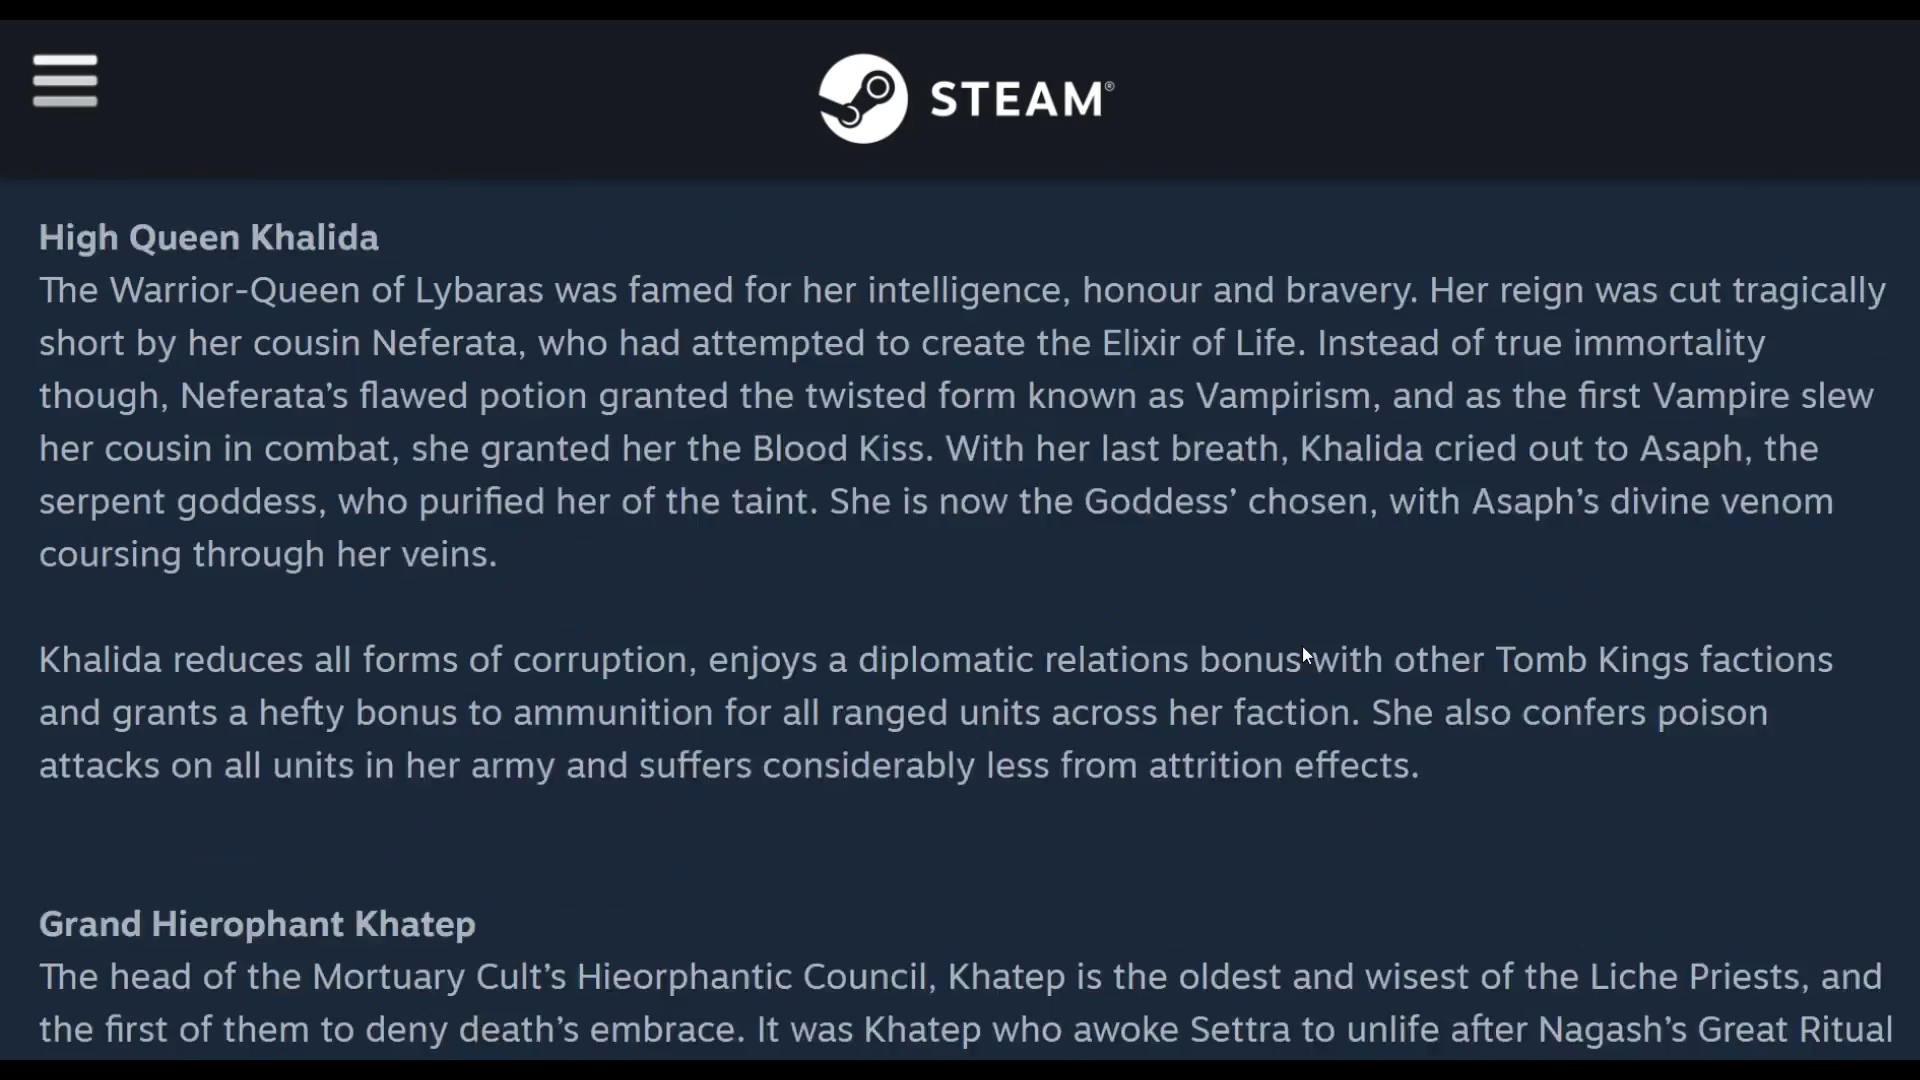 STEAM®
High Queen Khalida
The Warrior-Queen of Lybaras was famed for her intelligence, honour and bravery. Her reign was cut tragically
short by her cousin Neferata, who had attempted to create the Elixir of Life. Instead of true immortality
though, Neferata’s flawed potion granted the twisted form known as Vampirism, and as the first Vampire slew
her cousin in combat, she granted her the Blood Kiss. With her last breath, Khalida cried out to Asaph, the
serpent goddess, who purified her of the taint. She is now the Goddess’ chosen, with Asaph’s divine venom
coursing through her veins.
Khalida reduces all forms of corruption, enjoys a diplomatic relations bonus with other Tomb Kings factions
and grants a hefty bonus to ammunition for all ranged units across her faction. She also confers poison
attacks on all units in her army and suffers considerably less from attrition effects.
Grand Hierophant Khatep
The head of the Mortuary Cult’s Hieorphantic Council, Khatep is the oldest and wisest of the Liche Priests, and
the first of them to deny death’s embrace. It was Khatep who awoke Settra to unlife after Nagash’s Great Ritual